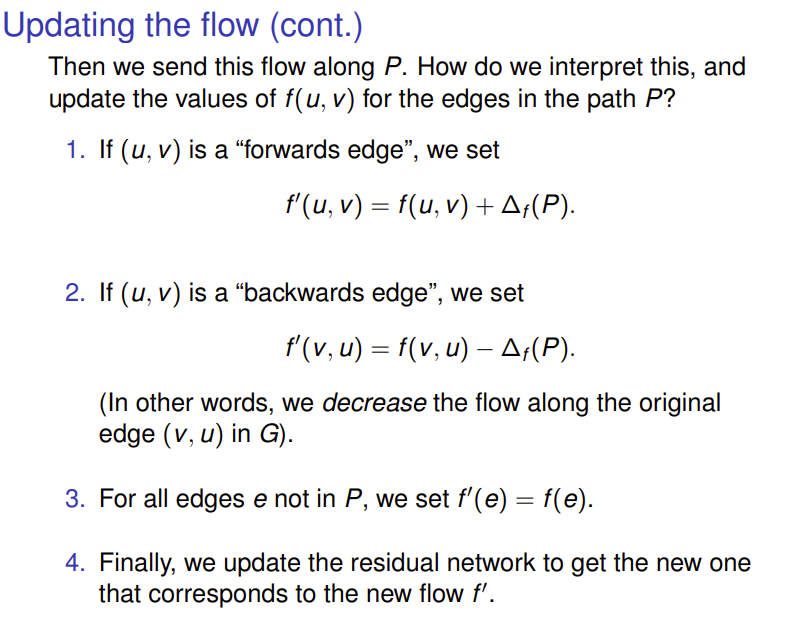 Updating the flow (cont.)
Then we send this flow along P. How do we interpret this, and
update the values of f(u, v) for the edges in the path P?
1. If (u, v) is a “forwards edge”, we set
f′(u, v) = f(u, v) + Δf(P).
2. If (u, v) is a “backwards edge”, we set
f′(v, u) = f(v, u) − Δf(P).
(In other words, we decrease the flow along the original
edge (v, u) in G).
3. For all edges e not in P, we set f′(e) = f(e).
4. Finally, we update the residual network to get the new one
that corresponds to the new flow f′.